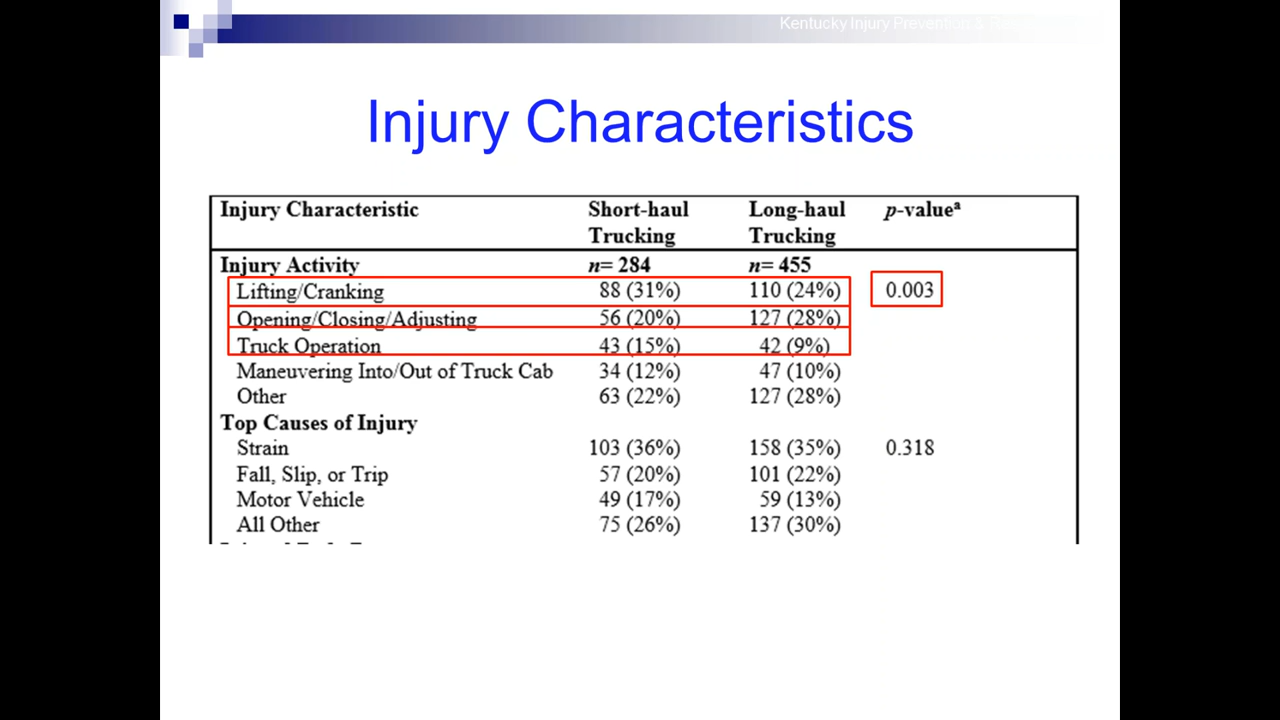 Kentucky Injury Prevention &
Injury Characteristics
Injury Characteristic Short-haul Trucking Long-haul Trucking p-valueᵃ
Injury Activity n= 284 n= 455
Lifting/Cranking 88 (31%) 110 (24%) 0.003
Opening/Closing/Adjusting 56 (20%) 127 (28%)
Truck Operation 43 (15%) 42 (9%)
Maneuvering Into/Out of Truck Cab 34 (12%) 47 (10%)
Other 63 (22%) 127 (28%)
Top Causes of Injury
Strain 103 (36%) 158 (35%) 0.318
Fall, Slip, or Trip 57 (20%) 101 (22%)
Motor Vehicle 49 (17%) 59 (13%)
All Other 75 (26%) 137 (30%)